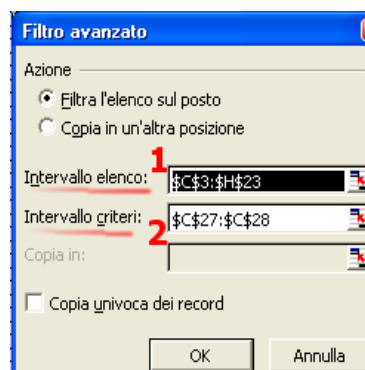 Filtro avanzato
Azione
Filtra l'elenco sul posto
Copia in un'altra posizione
1
Intervallo elenco: $C$3:$H$23
Intervallo criteri: $C$27:$C$28
2
Copia in:
Copia univoca dei record
OK Annulla